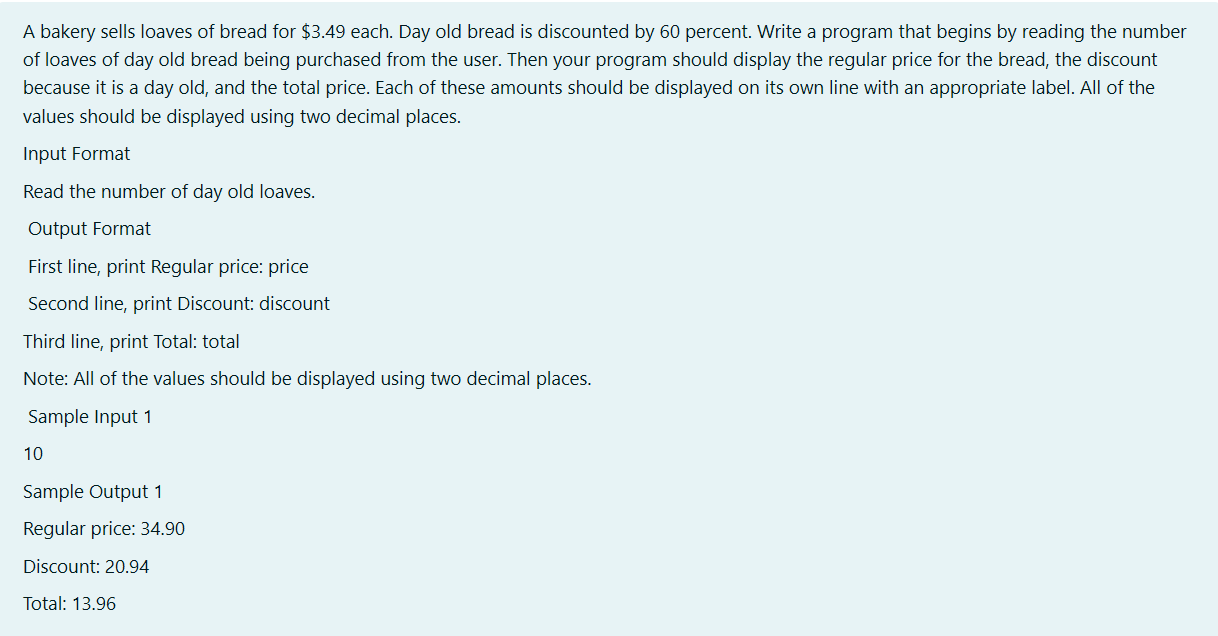 A bakery sells loaves of bread for $3.49 each. Day old bread is discounted by 60 percent. Write a program that begins by reading the number
of loaves of day old bread being purchased from the user. Then your program should display the regular price for the bread, the discount
because it is a day old, and the total price. Each of these amounts should be displayed on its own line with an appropriate label. All of the
values should be displayed using two decimal places.
Input Format
Read the number of day old loaves.
Output Format
First line, print Regular price: price
Second line, print Discount: discount
Third line, print Total: total
Note: All of the values should be displayed using two decimal places.
Sample Input 1
10
Sample Output 1
Regular price: 34.90
Discount: 20.94
Total: 13.96